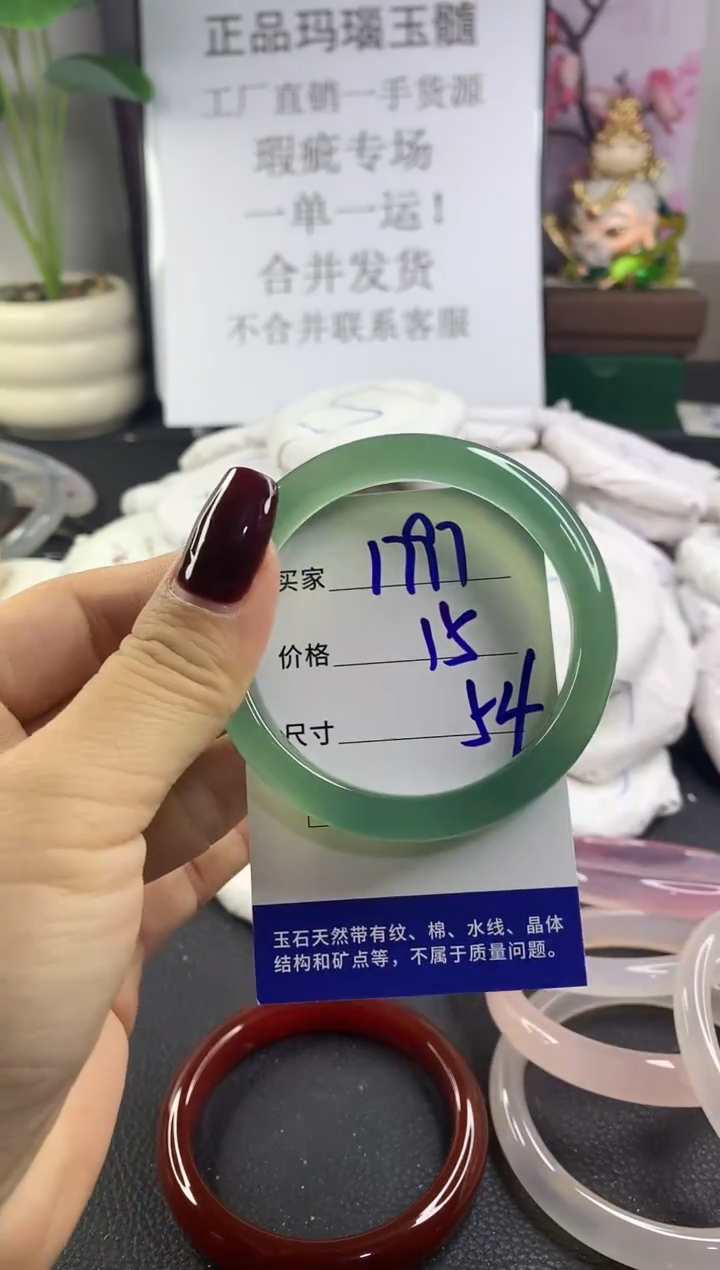 正品玛瑙玉髓
工厂直销一手货源
瑕疵专场
一单一运！
合并发货
不合并联系客服
买家 1797
价格 15
尺寸 54
玉石天然带有纹、棉、水线、晶体
结构和矿点等，不属于质量问题。